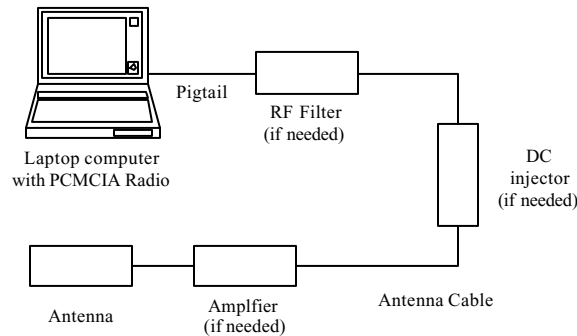 Pigtail
RF Filter
(if needed)
Laptop computer
with PCMCIA Radio
DC
injector
(if needed)
Antenna
Amplfier
(if needed)
Antenna Cable